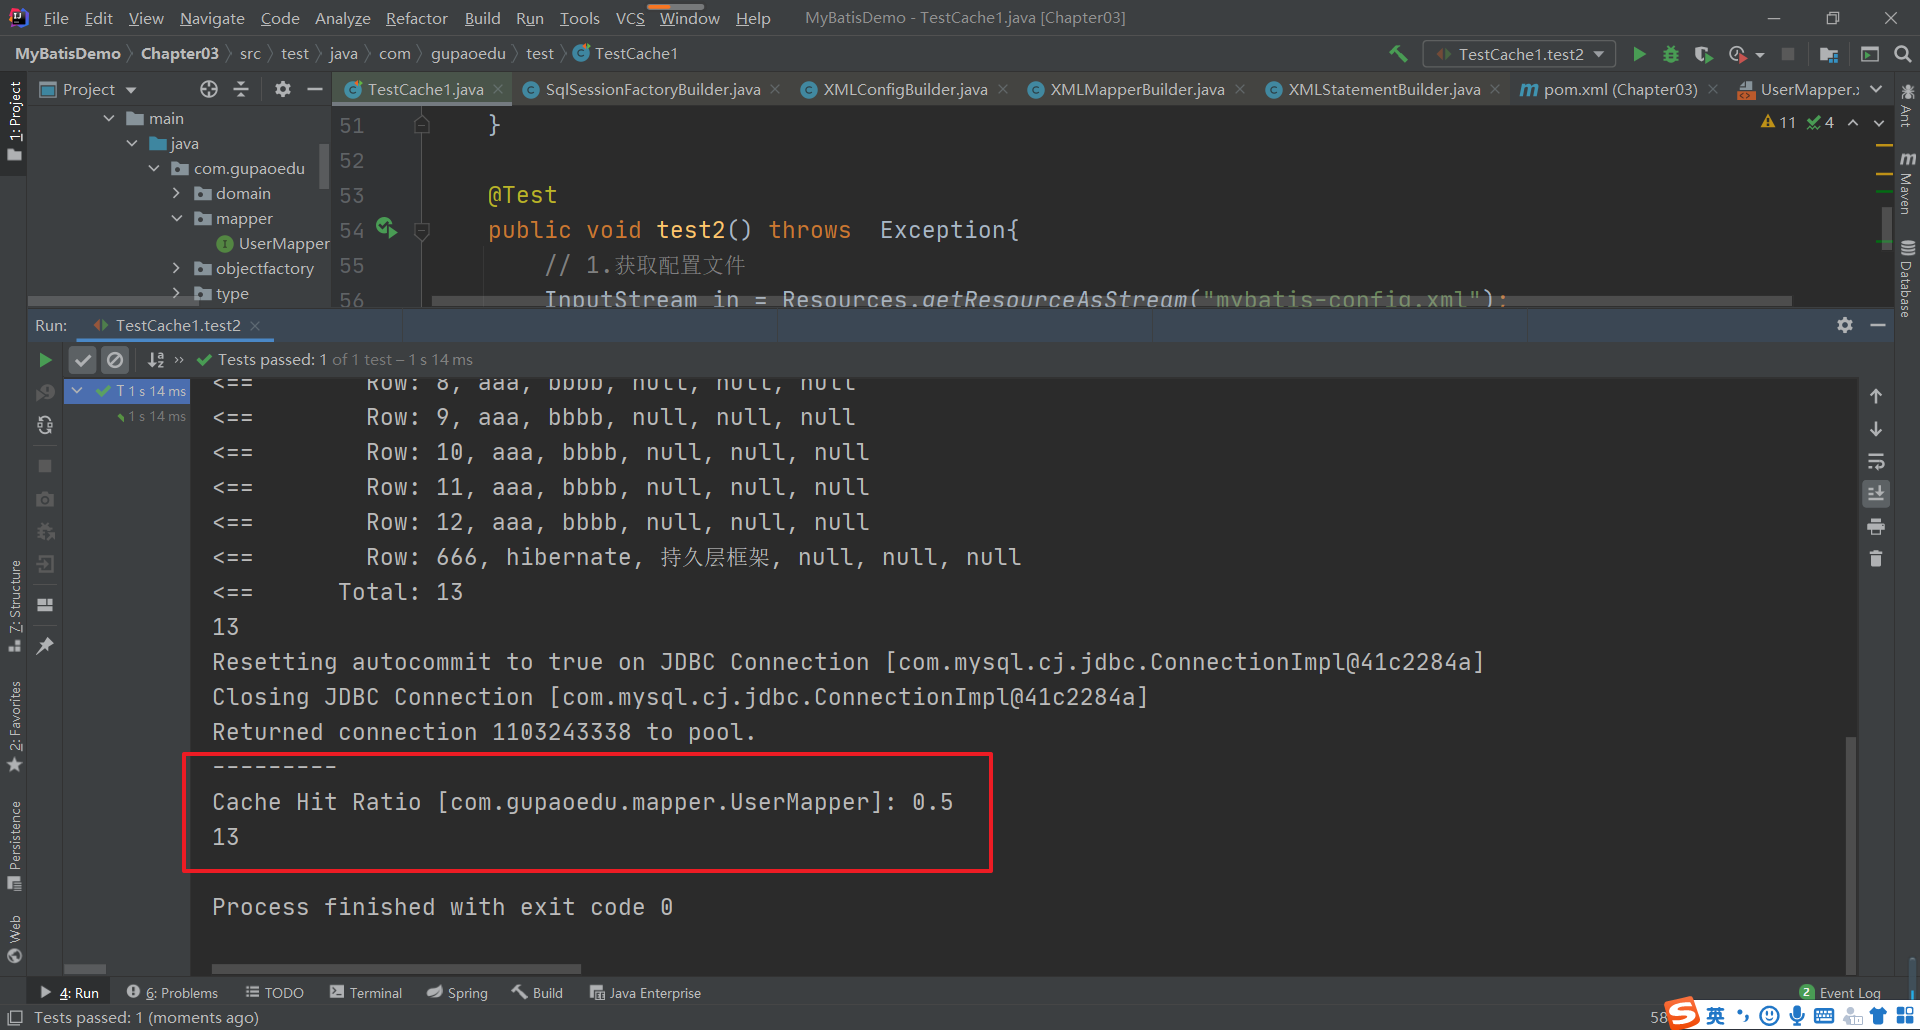 File Edit View Navigate Code Analyze Refactor Build Run Tools VCS Window Help MyBatisDemo - TestCache1.java [Chapter03]
MyBatisDemo Chapter03 src test java com gupaoedu test TestCache1 TestCache1.test2
Project TestCache1.java SqlSessionFactoryBuilder.java XMLConfigBuilder.java XMLMapperBuilder.java XMLStatementBuilder.java pom.xml (Chapter03) UserMapper.x
main
java
com.gupaoedu
domain
mapper
UserMapper
objectfactory
type
51 }
11 4
52
53 @Test
54 public void test2() throws Exception{
55 // 1.获取配置文件
56 InputStream in = Resources.getResourceAsStream("mybatis-config.xml");
1: Project
7: Structure
2: Favorites
Persistence
Web
Ant
Maven
Database
Run: TestCache1.test2
Tests passed: 1 of 1 test – 1 s 14 ms
T 1 s 14 ms
1 s 14 ms
<== Row: 8, aaa, bbbb, null, null, null
<== Row: 9, aaa, bbbb, null, null, null
<== Row: 10, aaa, bbbb, null, null, null
<== Row: 11, aaa, bbbb, null, null, null
<== Row: 12, aaa, bbbb, null, null, null
<== Row: 666, hibernate, 持久层框架, null, null, null
<== Total: 13
13
Resetting autocommit to true on JDBC Connection [com.mysql.cj.jdbc.ConnectionImpl@41c2284a]
Closing JDBC Connection [com.mysql.cj.jdbc.ConnectionImpl@41c2284a]
Returned connection 1103243338 to pool.
---------
Cache Hit Ratio [com.gupaoedu.mapper.UserMapper]: 0.5
13
Process finished with exit code 0
4: Run 6: Problems TODO Terminal Spring Build Java Enterprise 2 Event Log
Tests passed: 1 (moments ago) 58 英